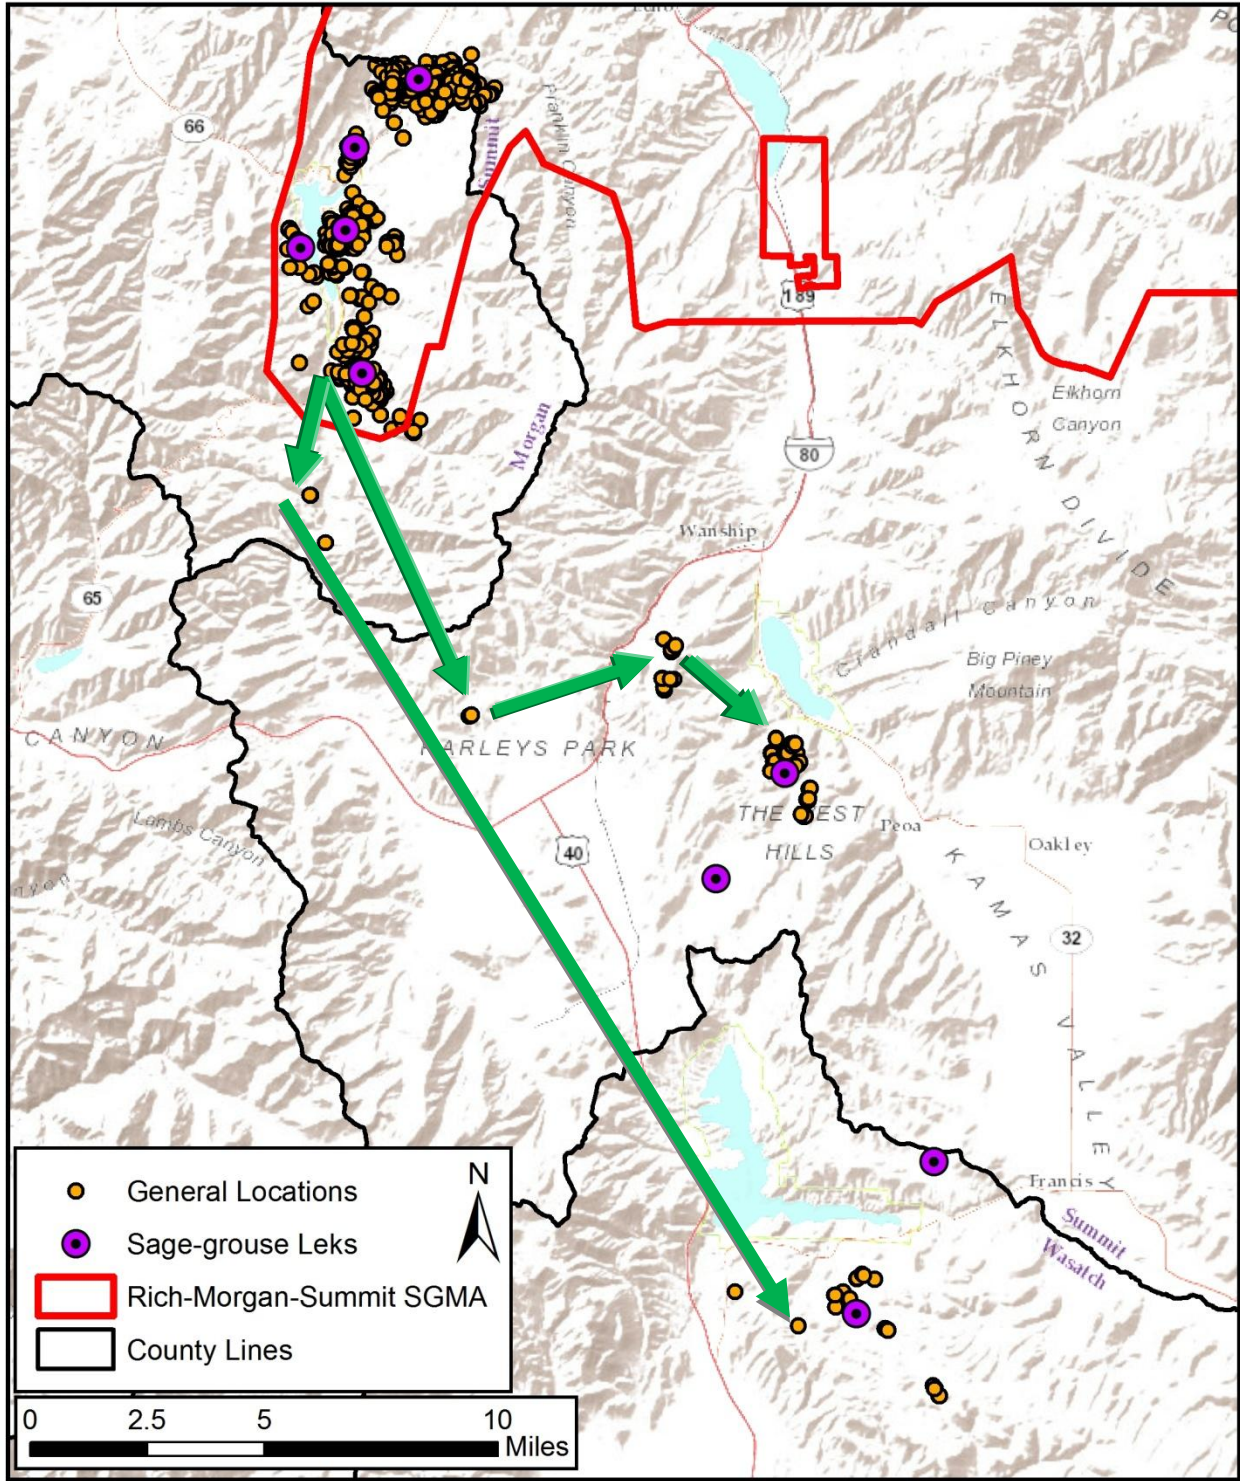 66
Franklin Canyon
Summit
189
ELKHORN DIVIDE
Elkhorn
Canyon
Morgan
80
Wanship
65
Crandall Canyon
Big Piney
Mountain
CANYON
PARLEYS PARK
Lambs Canyon
THE WEST
HILLS
Peoa
Oakley
40
KAMAS VALLEY
32
Francis
Summit
Wasatch
General Locations
Sage-grouse Leks
Rich-Morgan-Summit SGMA
County Lines
N
0 2.5 5 10
Miles